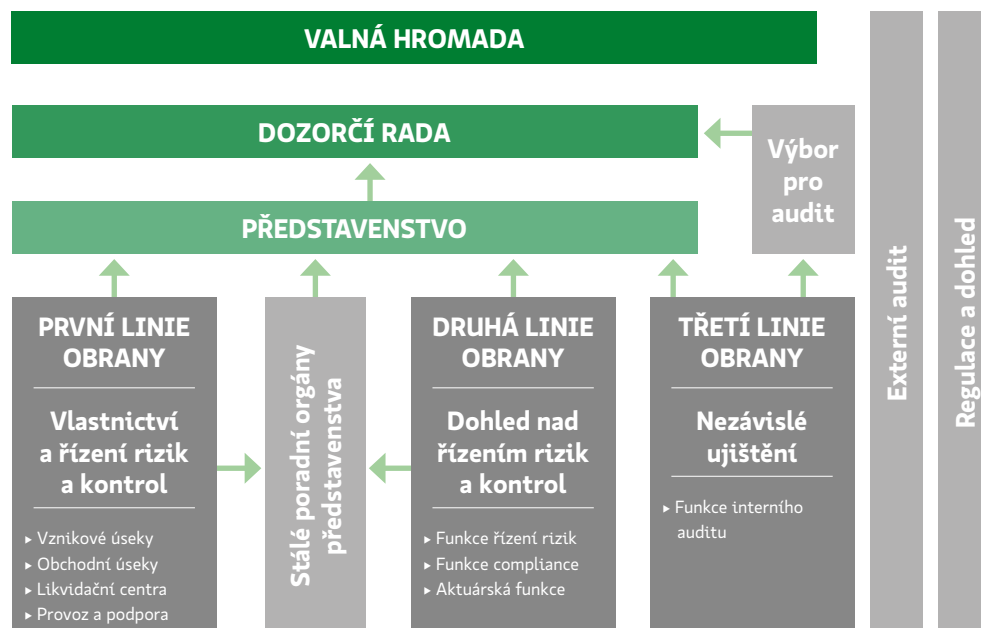 VALNÁ HROMADA
DOZORČÍ RADA
Výbor
pro
audit
PŘEDSTAVENSTVO
PRVNÍ LINIE
OBRANY
Vlastnictví
a řízení rizik
a kontrol
▸ Vznikové úseky
▸ Obchodní úseky
▸ Likvidační centra
▸ Provoz a podpora
Stálé poradní orgány
představenstva
DRUHÁ LINIE
OBRANY
Dohled nad
řízením rizik
a kontrol
▸ Funkce řízení rizik
▸ Funkce compliance
▸ Aktuárská funkce
TŘETÍ LINIE
OBRANY
Nezávislé
ujištění
▸ Funkce interního
auditu
Externí audit
Regulace a dohled